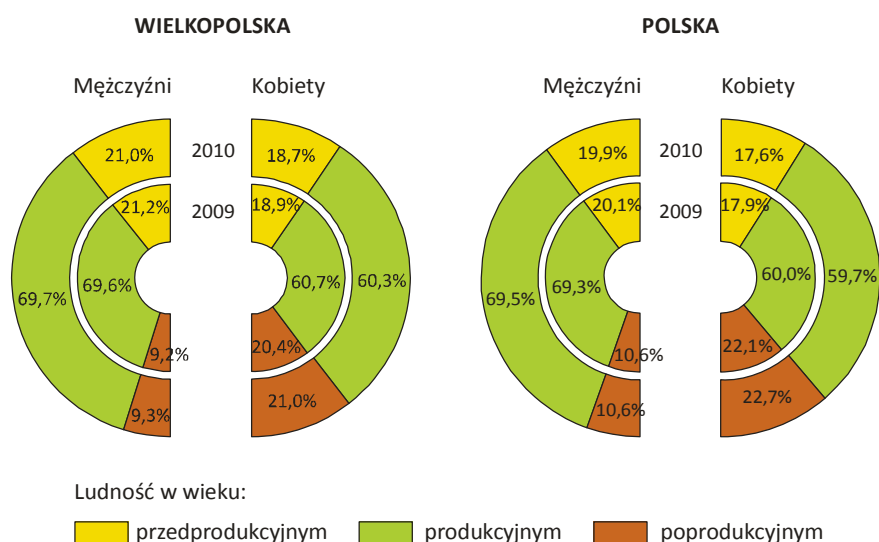 WIELKOPOLSKA
POLSKA
Mężczyźni
Kobiety
Mężczyźni
Kobiety
21,0%
2010
18,7%
19,9%
2010
17,6%
21,2%
2009
18,9%
20,1%
2009
17,9%
69,7%
69,6%
60,7%
60,3%
69,5%
69,3%
60,0%
59,7%
9,2%
20,4%
10,6%
22,1%
9,3%
21,0%
10,6%
22,7%
Ludność w wieku:
przedprodukcyjnym
produkcyjnym
poprodukcyjnym